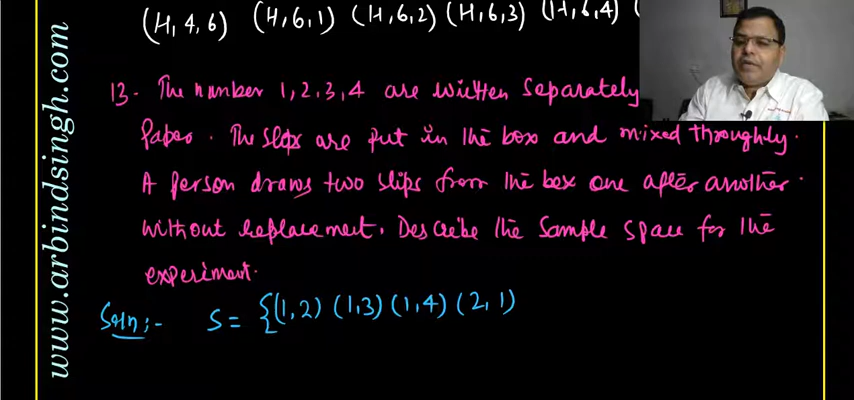 (H, 4, 6) (H, 6, 1) (H, 6, 2) (H, 6, 3) (H, 6, 4) (
13. The number 1, 2, 3, 4 are written separately
Paper. The slips are put in the box and mixed throughly.
A person draws two slips from the box one after another.
without replacement. Describe the sample space for the
experiment.
Soln:- S = {(1, 2) (1, 3) (1, 4) (2, 1)
www.arbindsingh.com